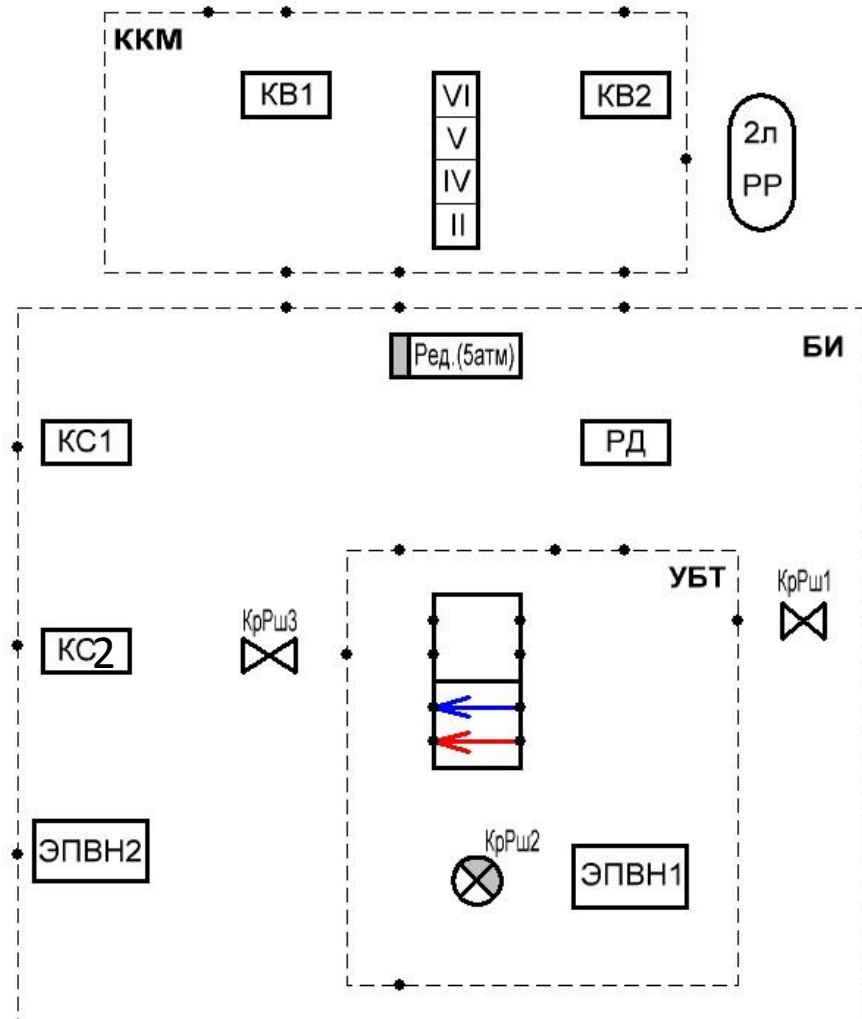 ККМ
КВ1
VI
V
IV
II
КВ2
2л
РР
Ред.(5атм)
БИ
КС1
РД
УБТ
КрРш1
КрРш3
КС2
КрРш2
ЭПВН2
ЭПВН1